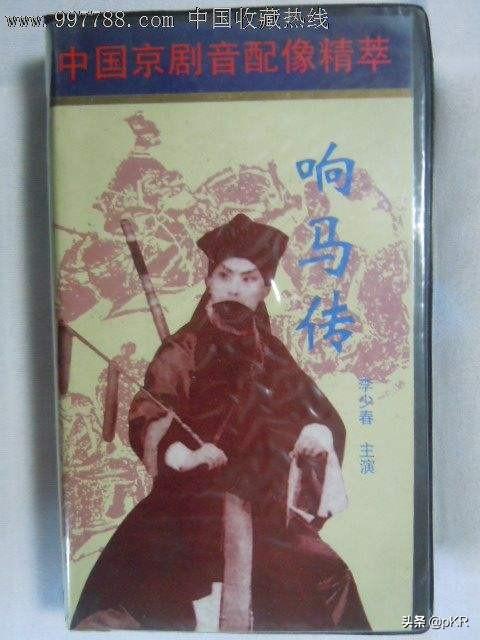 www.997788.com 中国收藏热线
中国京剧音配像精萃
响马传
李少春 主演
头条 @pKR